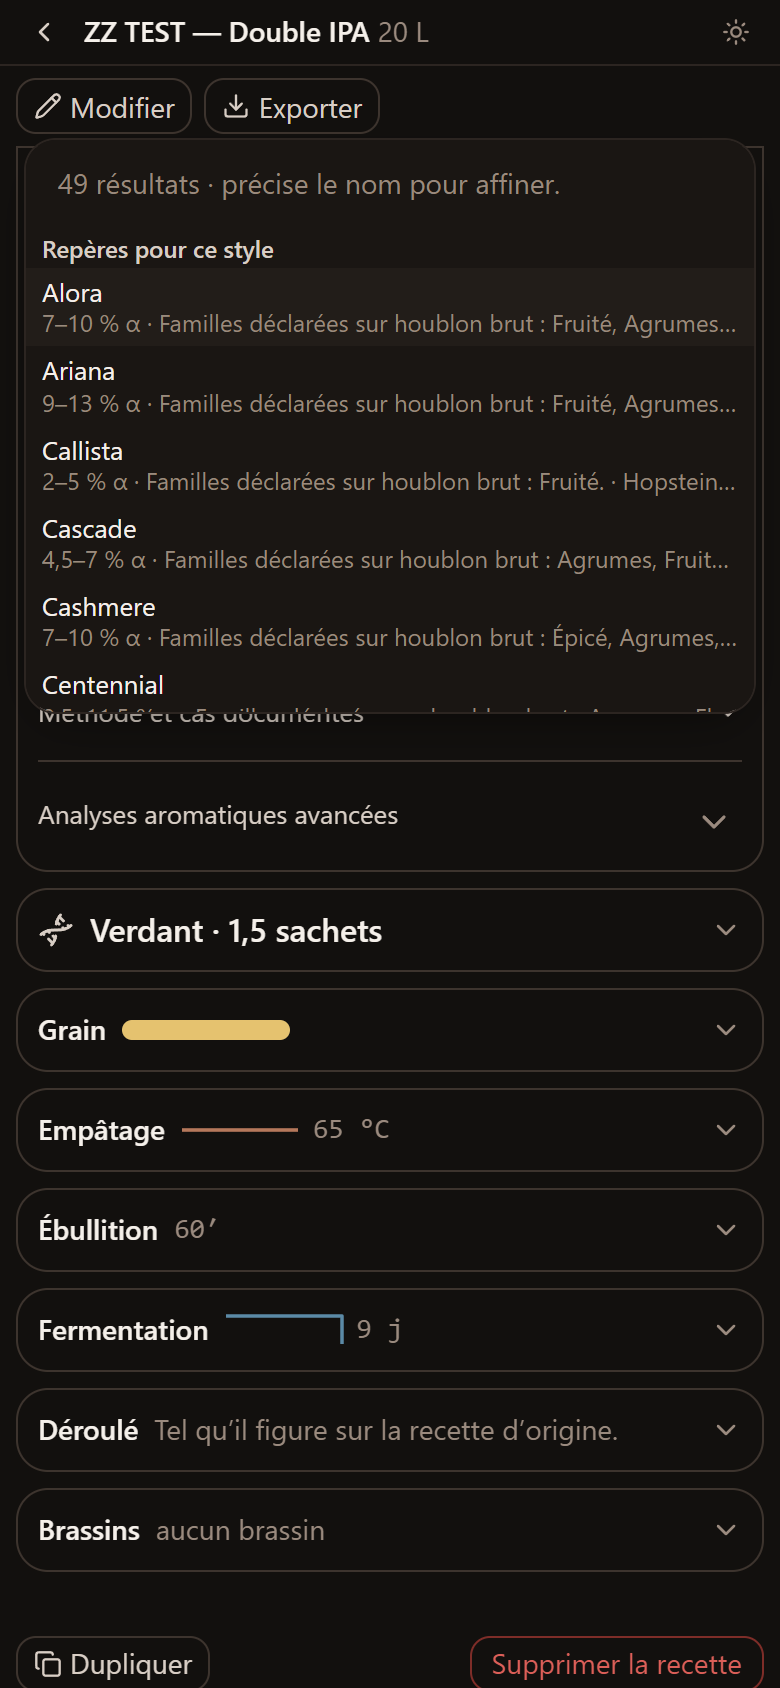 ZZ TEST — Double IPA 20 L
Modifier
Exporter
49 résultats · précise le nom pour affiner.
Repères pour ce style
Alora
7–10 % α · Familles déclarées sur houblon brut : Fruité, Agrumes…
Ariana
9–13 % α · Familles déclarées sur houblon brut : Fruité, Agrumes…
Callista
2–5 % α · Familles déclarées sur houblon brut : Fruité. · Hopstein…
Cascade
4,5–7 % α · Familles déclarées sur houblon brut : Agrumes, Fruit…
Cashmere
7–10 % α · Familles déclarées sur houblon brut : Épicé, Agrumes,…
Centennial
Méthode et cas documentés
Analyses aromatiques avancées
Verdant · 1,5 sachets
Grain
Empâtage 65 °C
Ébullition 60′
Fermentation 9 j
Déroulé Tel qu’il figure sur la recette d’origine.
Brassins aucun brassin
Dupliquer
Supprimer la recette